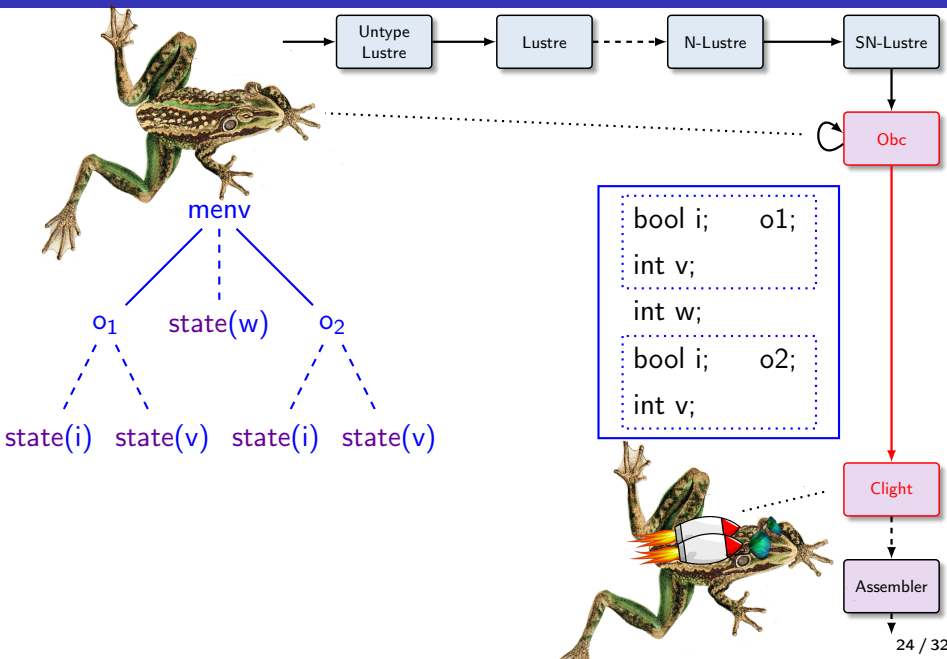 Untype
Lustre
Lustre
N-Lustre
SN-Lustre
Obc
menv
o₁
state(w)
o₂
state(i) state(v) state(i) state(v)
bool i; o1;
int v;
int w;
bool i; o2;
int v;
Clight
Assembler
24 / 32